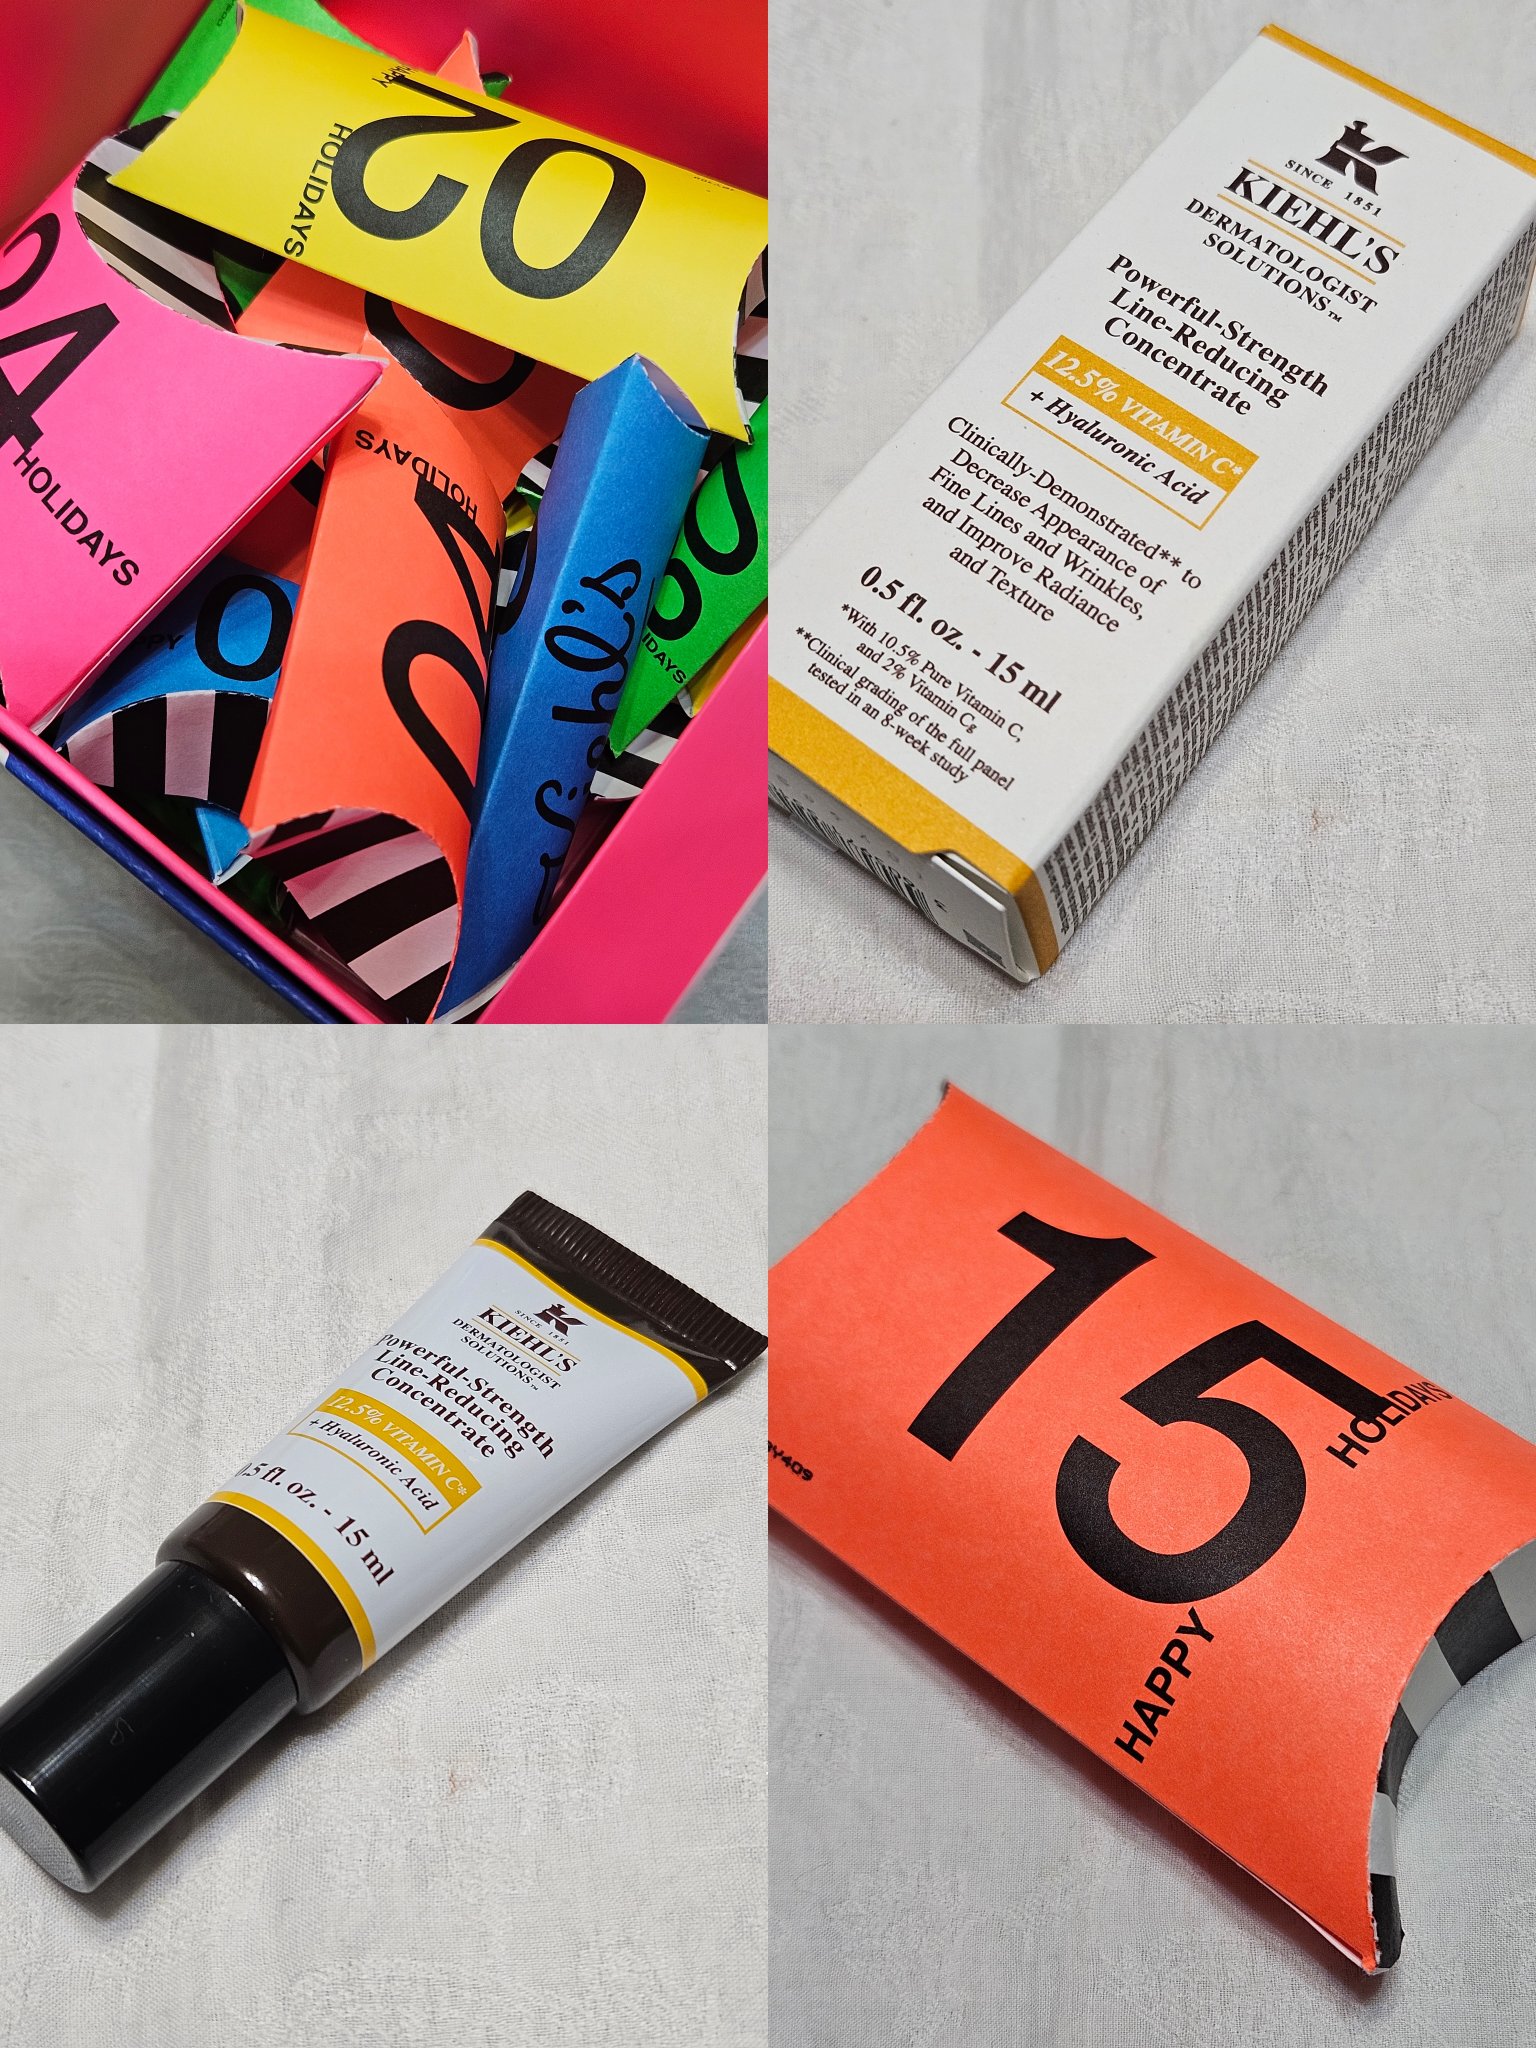 02
HAPPY
HOLIDAYS
4
HOLIDAYS
HOLIDAYS
0
Kiehl's
SINCE 1851
KIEHL'S
DERMATOLOGIST
SOLUTIONS™
Powerful-Strength
Line-Reducing
Concentrate
12.5% VITAMIN C*
+ Hyaluronic Acid
Clinically-Demonstrated** to
Decrease Appearance of
Fine Lines and Wrinkles,
and Improve Radiance
and Texture
0.5 fl. oz. - 15 ml
*With 10.5% Pure Vitamin C,
and 2% Vitamin Cg
**Clinical grading of the full panel
tested in an 8-week study
SINCE 1851
KIEHL'S
DERMATOLOGIST
SOLUTIONS™
Powerful-Strength
Line-Reducing
Concentrate
12.5% VITAMIN C*
+ Hyaluronic Acid
0.5 fl. oz. - 15 ml
15
HOLIDAYS
HAPPY